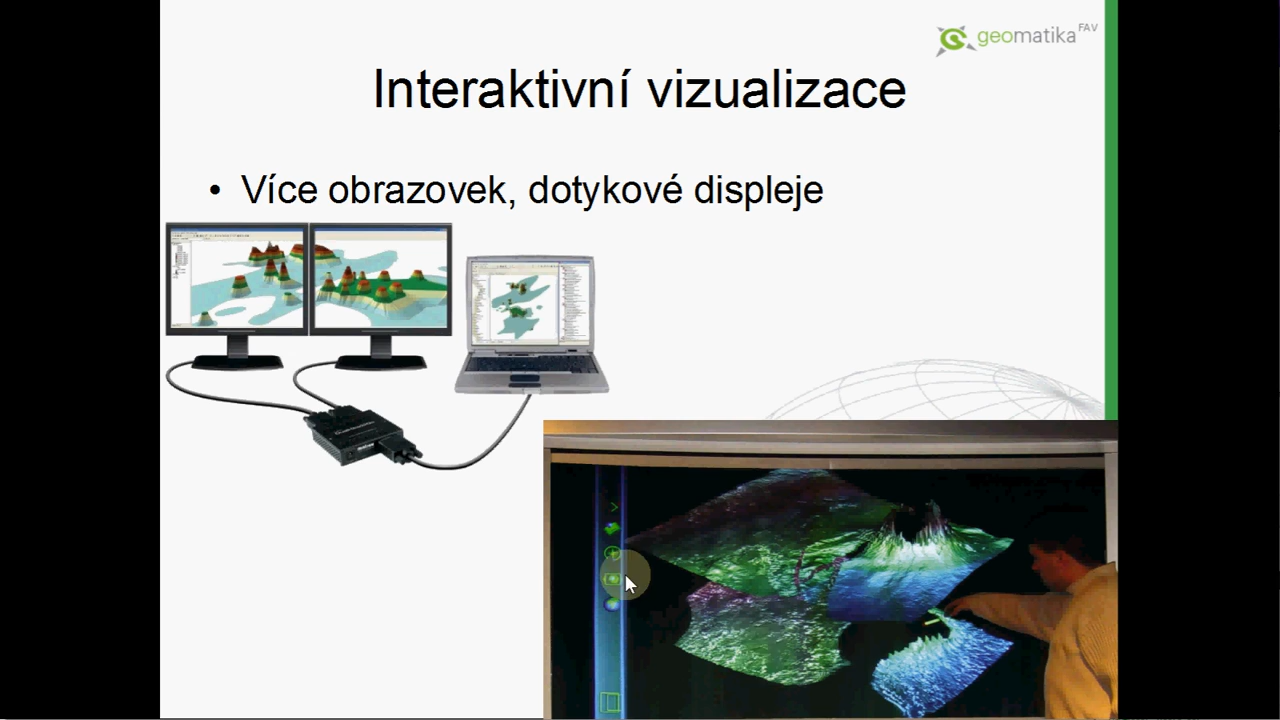 geomatika FAV
Interaktivní vizualizace
• Více obrazovek, dotykové displeje